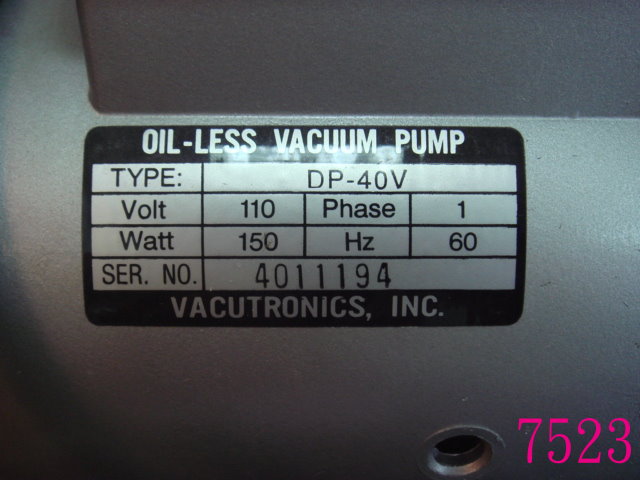 OIL-LESS VACUUM PUMP
TYPE: DP-40V
Volt 110 Phase 1
Watt 150 Hz 60
SER. NO. 4011194
VACUTRONICS, INC.
7523